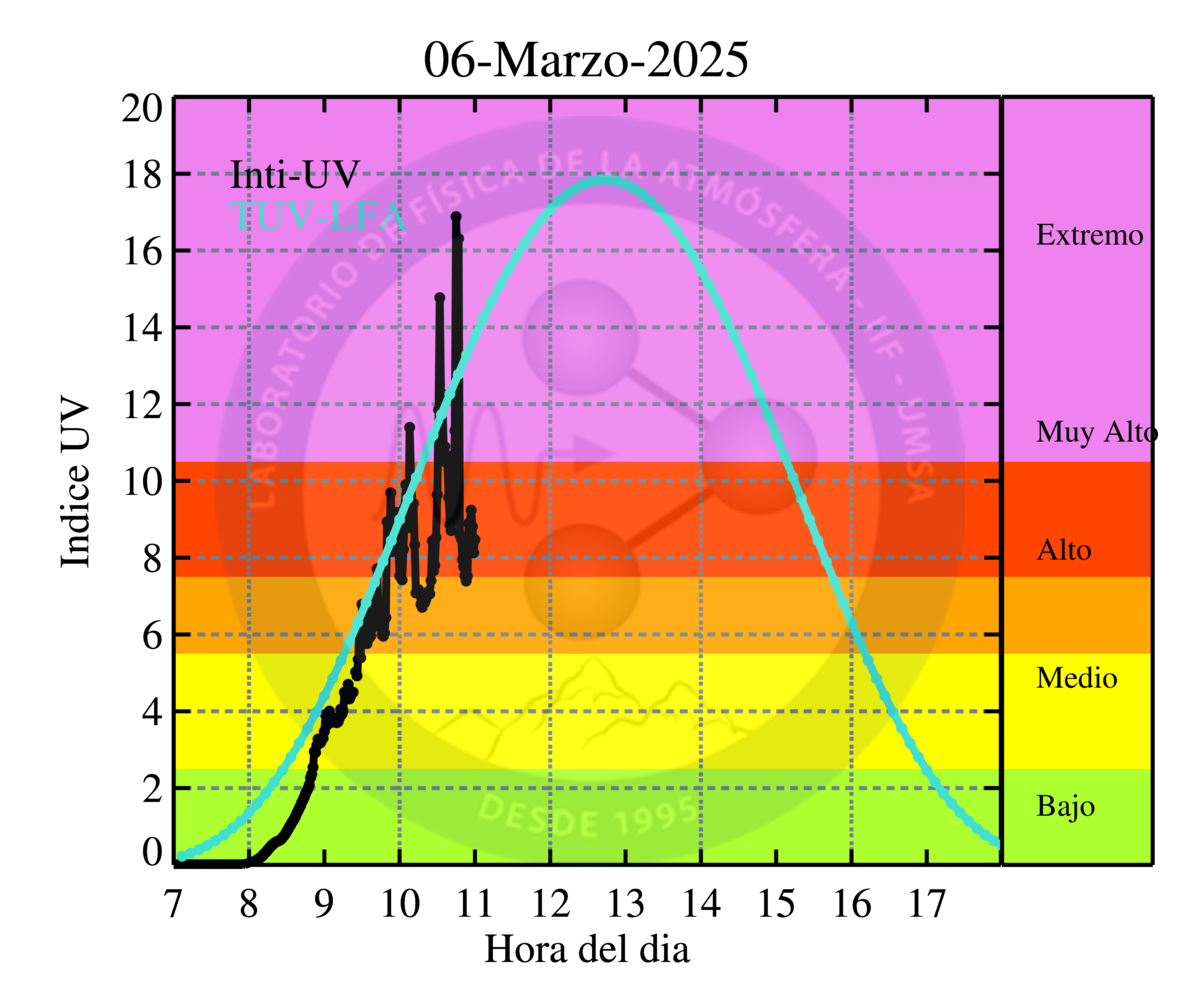 06-Marzo-2025
20
18
16
14
12
10
8
6
4
2
0
Indice UV
Inti-UV
TUV-LFA
LABORATORIO DE FÍSICA DE LA ATMÓSFERA - IIF - UMSA
DESDE 1995
Extremo
Muy Alto
Alto
Medio
Bajo
7 8 9 10 11 12 13 14 15 16 17
Hora del dia